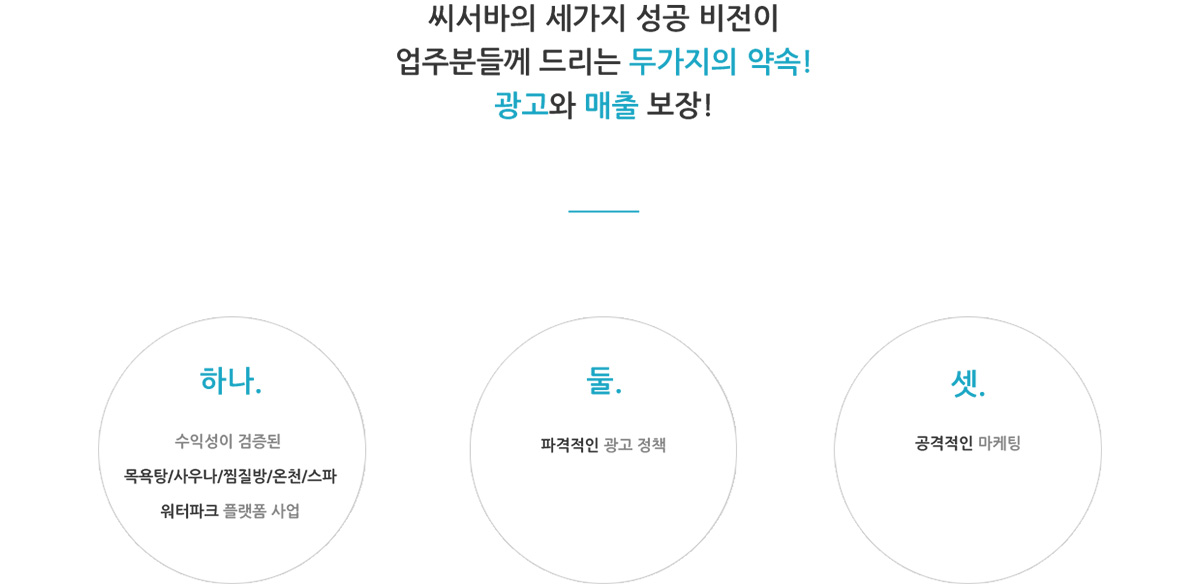 씨서바의 세가지 성공 비전이
업주분들께 드리는 두가지의 약속!
광고와 매출 보장!
하나.
수익성이 검증된
목욕탕/사우나/찜질방/온천/스파
워터파크 플랫폼 사업
둘.
파격적인 광고 정책
셋.
공격적인 마케팅